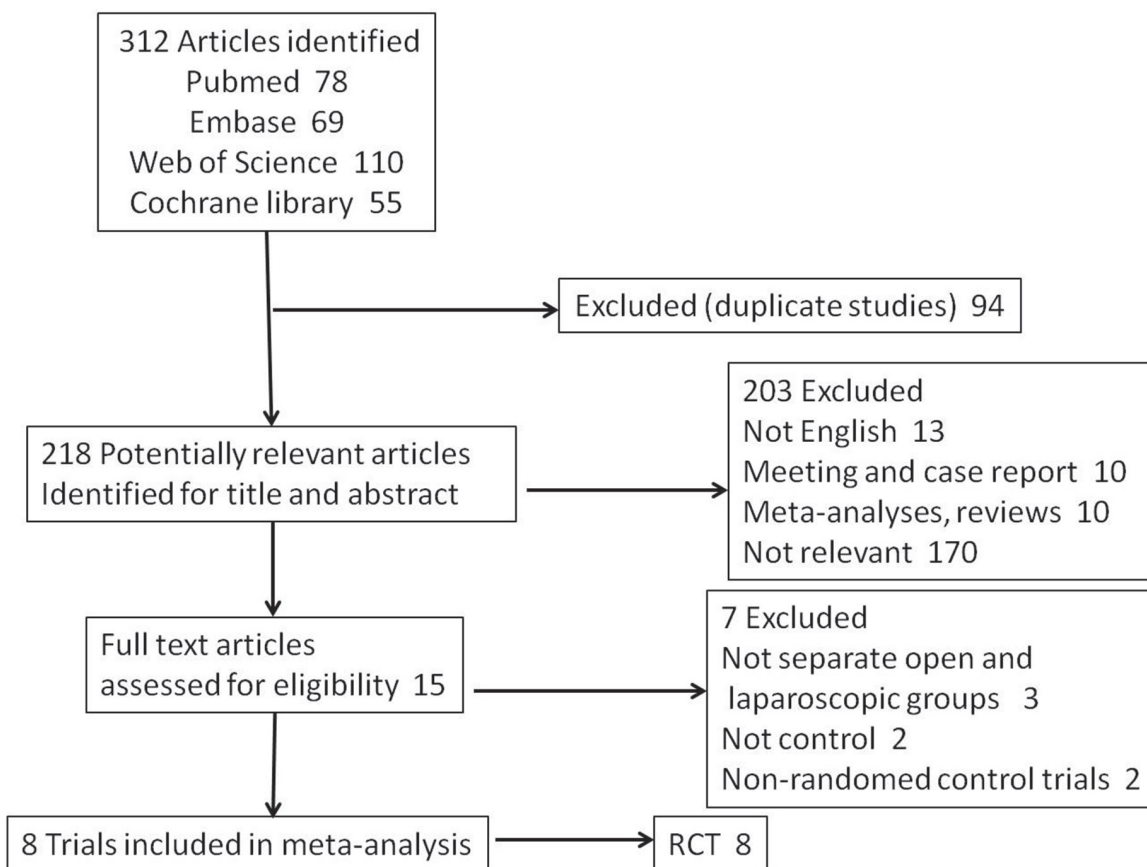 312 Articles identified
Pubmed 78
Embase 69
Web of Science 110
Cochrane library 55
Excluded (duplicate studies) 94
218 Potentially relevant articles
Identified for title and abstract
203 Excluded
Not English 13
Meeting and case report 10
Meta-analyses, reviews 10
Not relevant 170
Full text articles
assessed for eligibility 15
7 Excluded
Not separate open and
laparoscopic groups 3
Not control 2
Non-randomed control trials 2
8 Trials included in meta-analysis
RCT 8